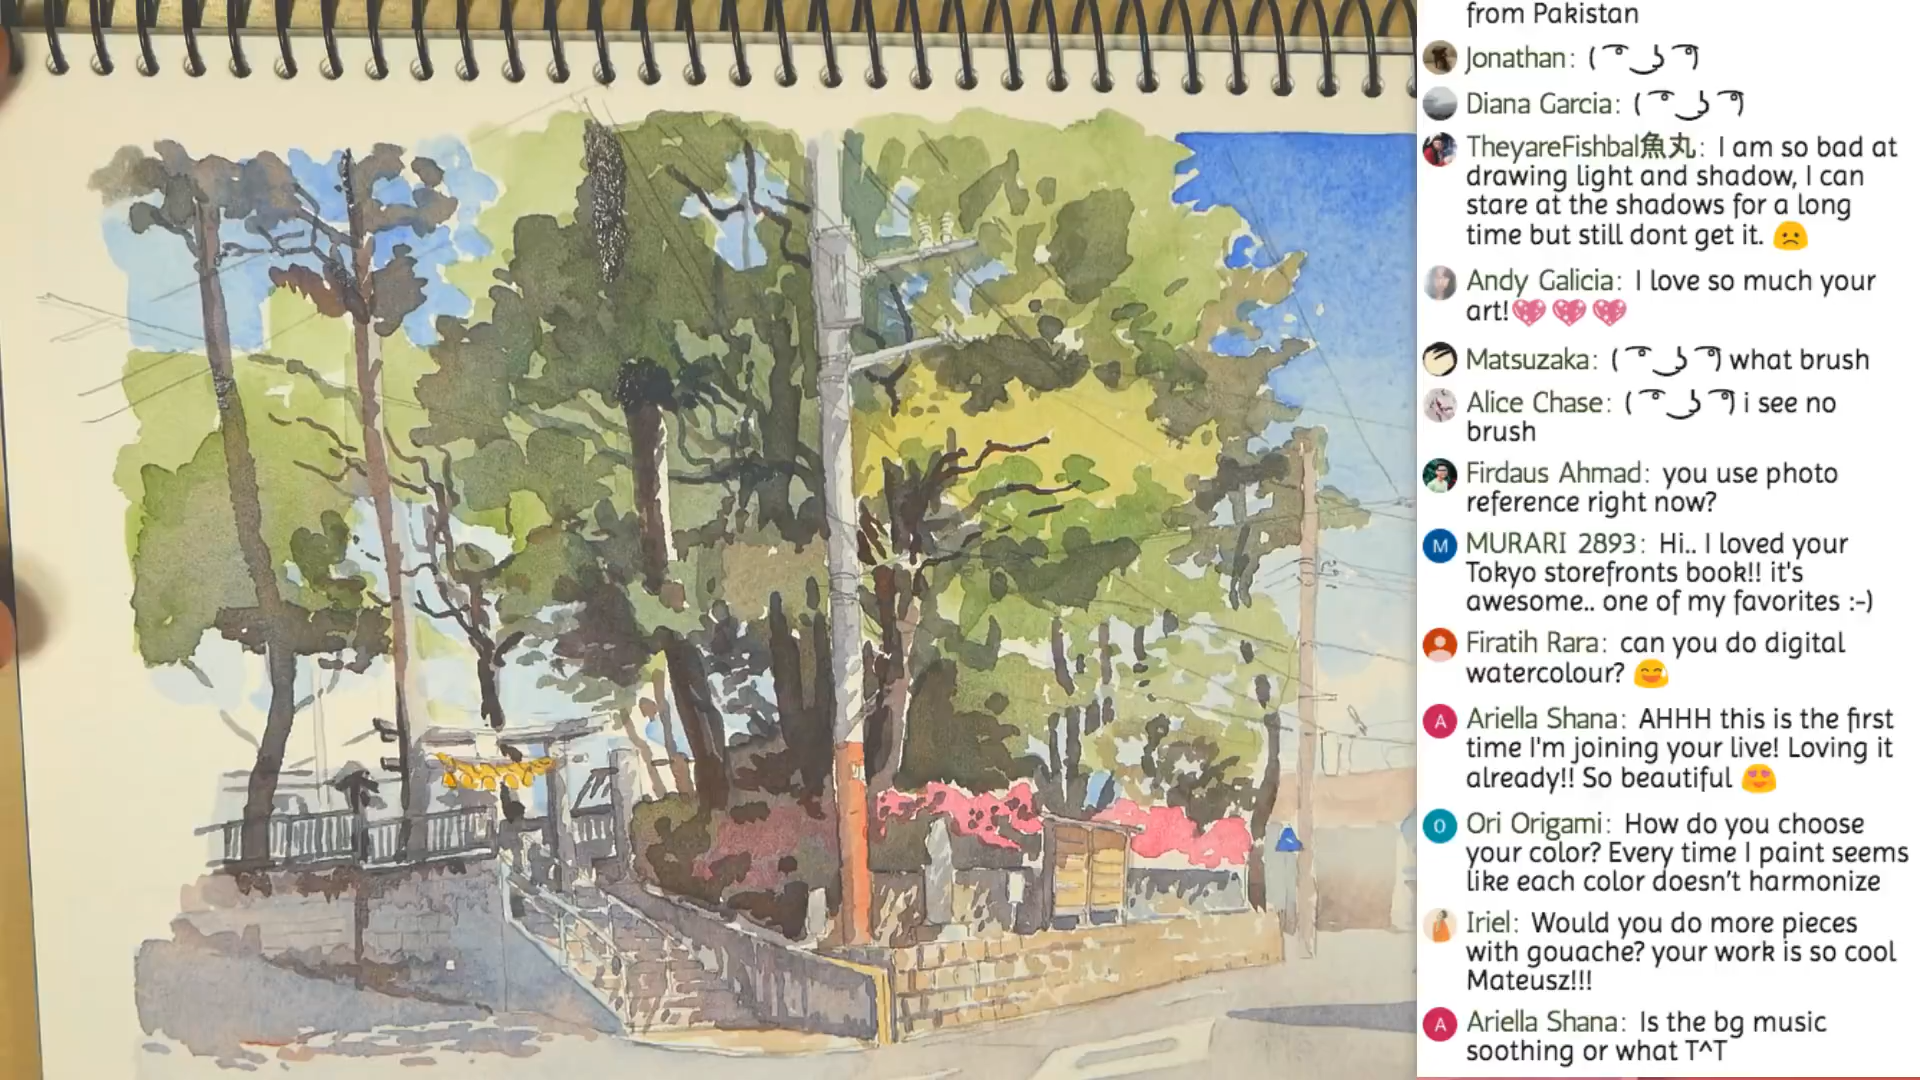 from Pakistan
Jonathan: ( ͡° ͜ʖ ͡°)
Diana Garcia: ( ͡° ͜ʖ ͡°)
TheyareFishbal魚丸: I am so bad at
drawing light and shadow, I can
stare at the shadows for a long
time but still dont get it. ☹️
Andy Galicia: I love so much your
art!💖💖💖
Matsuzaka: ( ͡° ͜ʖ ͡°) what brush
Alice Chase: ( ͡° ͜ʖ ͡°) i see no
brush
Firdaus Ahmad: you use photo
reference right now?
M MURARI 2893: Hi.. I loved your
Tokyo storefronts book!! it's
awesome.. one of my favorites :-)
Firatih Rara: can you do digital
watercolour? 😅
A Ariella Shana: AHHH this is the first
time I'm joining your live! Loving it
already!! So beautiful 😍
O Ori Origami: How do you choose
your color? Every time I paint seems
like each color doesn't harmonize
Iriel: Would you do more pieces
with gouache? your work is so cool
Mateusz!!!
A Ariella Shana: Is the bg music
soothing or what T^T